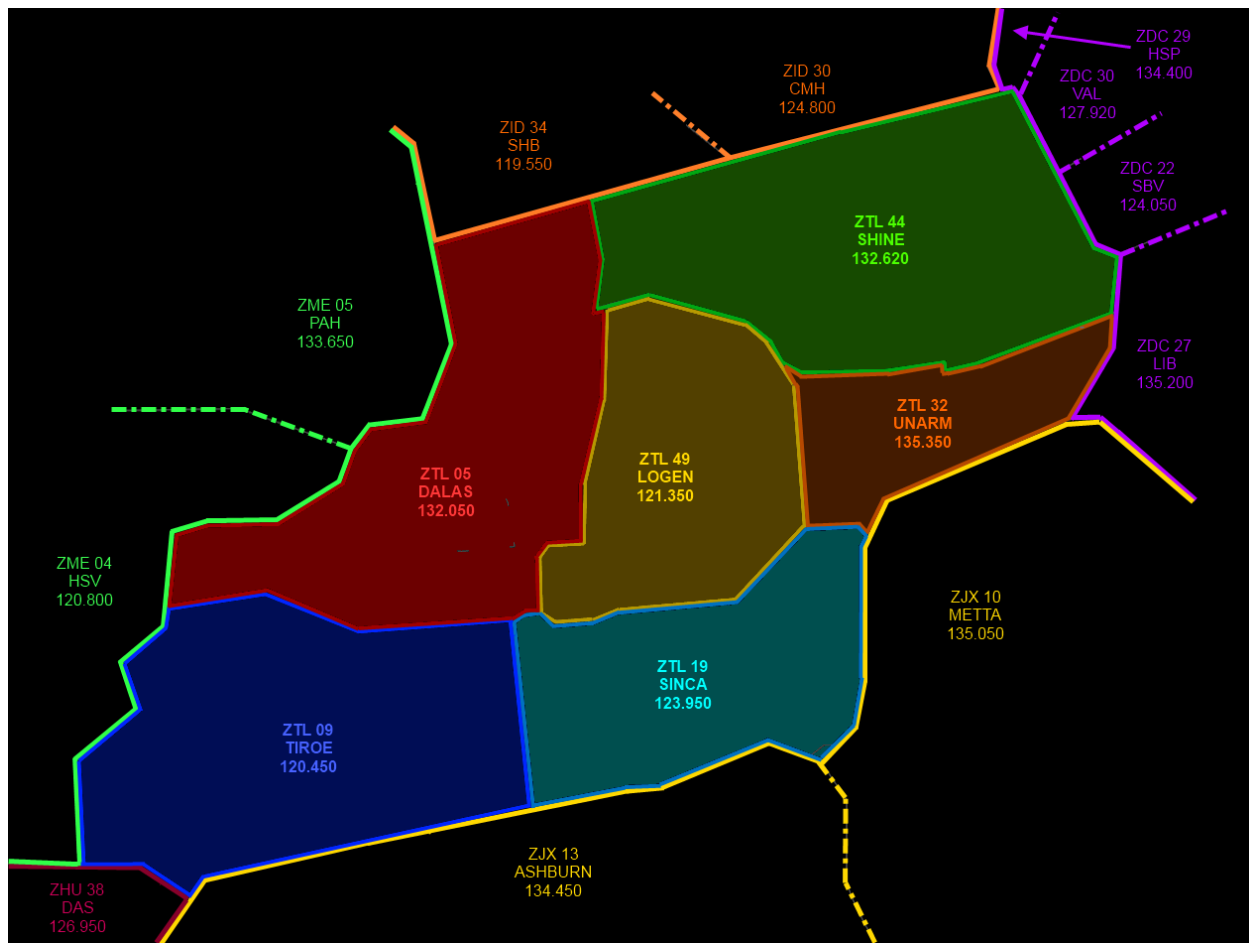 ZDC 29
HSP
134.400
ZID 30
CMH
124.800
ZDC 30
VAL
127.920
ZID 34
SHB
119.550
ZDC 22
SBV
124.050
ZTL 44
SHINE
132.620
ZME 05
PAH
133.650
ZDC 27
LIB
135.200
ZTL 32
UNARM
135.350
ZTL 49
LOGEN
121.350
ZTL 05
DALAS
132.050
ZME 04
HSV
120.800
ZJX 10
METTA
135.050
ZTL 19
SINCA
123.950
ZTL 09
TIROE
120.450
ZJX 13
ASHBURN
134.450
ZHU 38
DAS
126.950